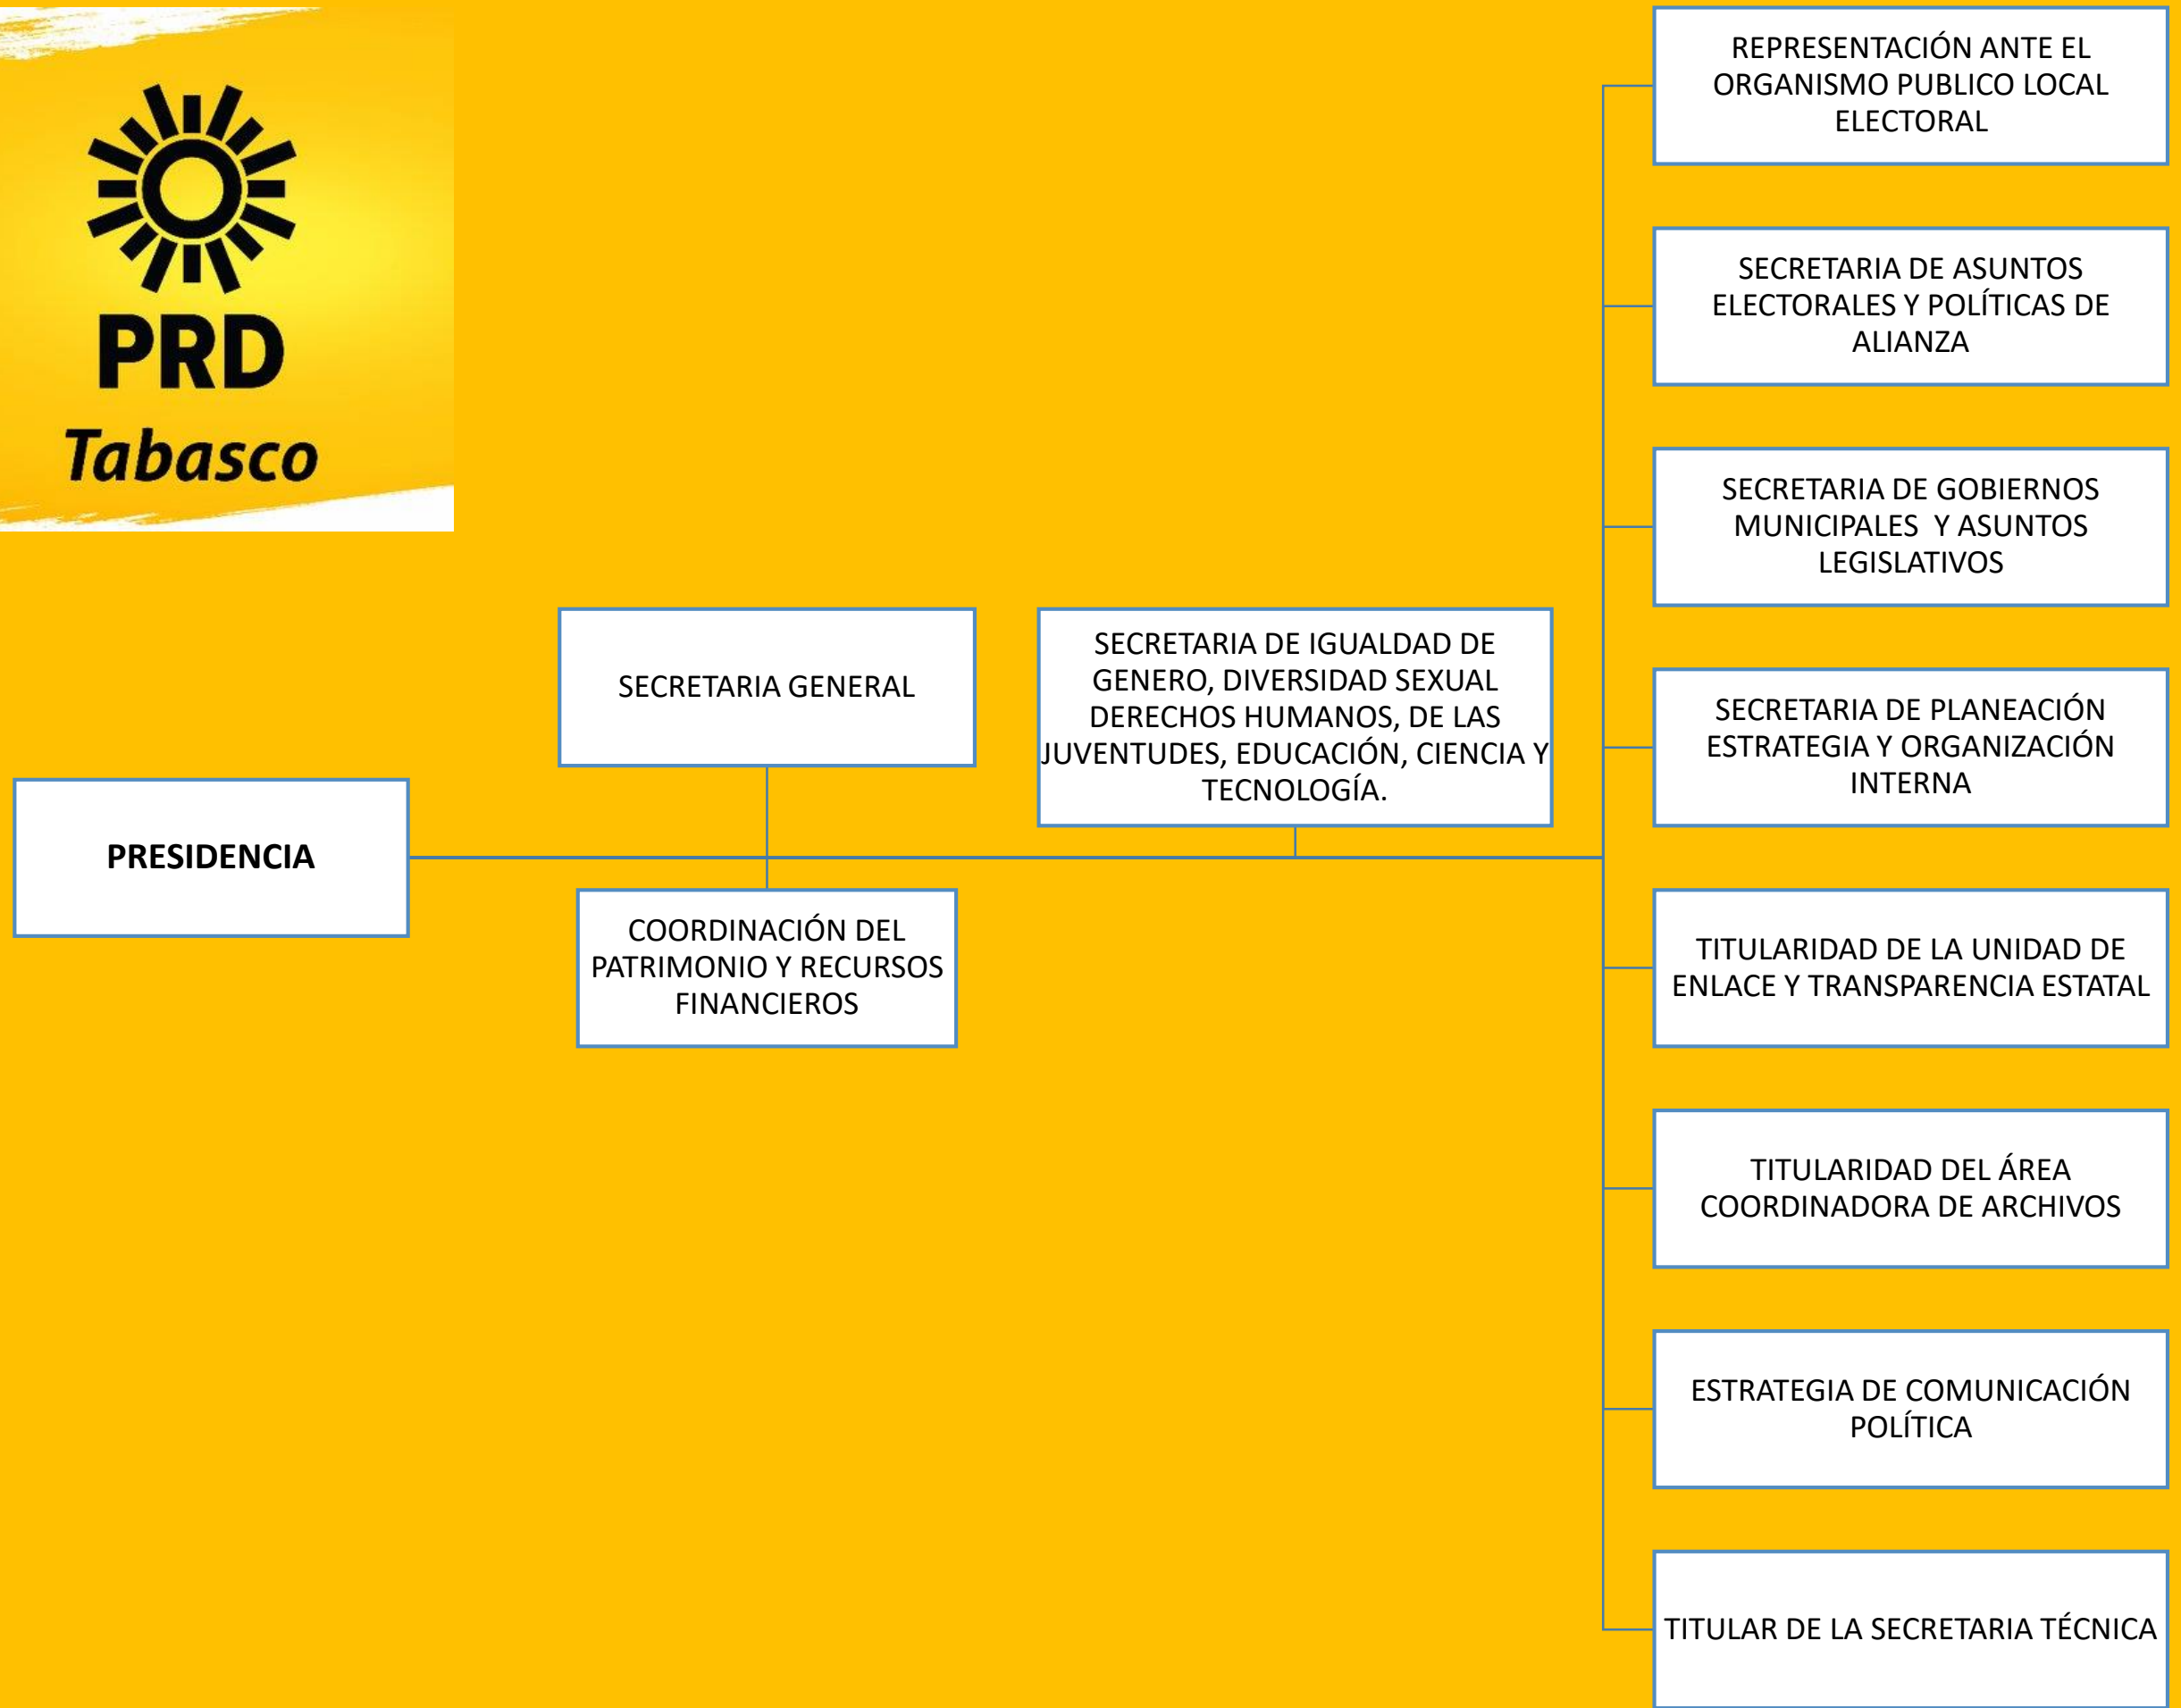 PRD
Tabasco
PRESIDENCIA
SECRETARIA GENERAL
COORDINACIÓN DEL
PATRIMONIO Y RECURSOS
FINANCIEROS
SECRETARIA DE IGUALDAD DE
GENERO, DIVERSIDAD SEXUAL
DERECHOS HUMANOS, DE LAS
JUVENTUDES, EDUCACIÓN, CIENCIA Y
TECNOLOGÍA.
REPRESENTACIÓN ANTE EL
ORGANISMO PUBLICO LOCAL
ELECTORAL
SECRETARIA DE ASUNTOS
ELECTORALES Y POLÍTICAS DE
ALIANZA
SECRETARIA DE GOBIERNOS
MUNICIPALES  Y ASUNTOS
LEGISLATIVOS
SECRETARIA DE PLANEACIÓN
ESTRATEGIA Y ORGANIZACIÓN
INTERNA
TITULARIDAD DE LA UNIDAD DE
ENLACE Y TRANSPARENCIA ESTATAL
TITULARIDAD DEL ÁREA
COORDINADORA DE ARCHIVOS
ESTRATEGIA DE COMUNICACIÓN
POLÍTICA
TITULAR DE LA SECRETARIA TÉCNICA